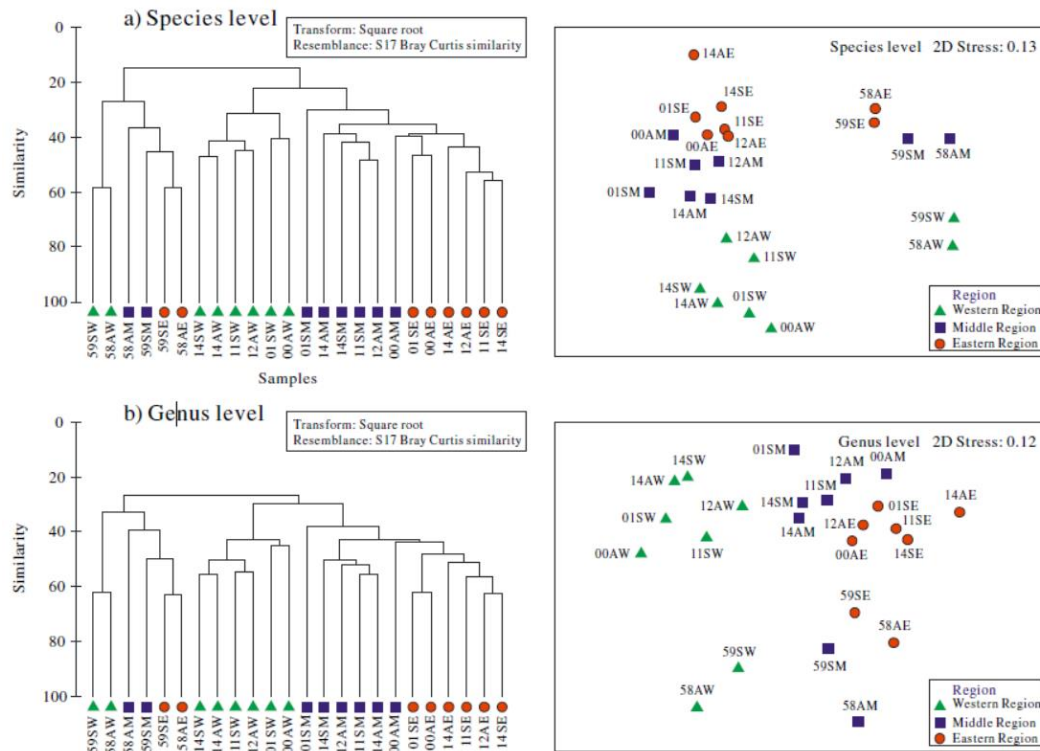 a) Species level
Transform: Square root
Resemblance: S17 Bray Curtis similarity
0
20
40
60
80
100
Similarity
59SW 58AW 58AM 59SM 59SE 58AE 14SW 14AW 11SW 12AW 01SW 00AW 01SM 14AM 14SM 11SM 12AM 00AM 01SE 00AE 14AE 12AE 11SE 14SE
Samples
Species level 2D Stress: 0.13
14AE
14SE
58AE
01SE
11SE
59SE
00AM
00AE
12AE
11SM
12AM
59SM
58AM
01SM
14AM
14SM
59SW
12AW
58AW
11SW
14SW
14AW
01SW
00AW
Region
Western Region
Middle Region
Eastern Region
b) Genus level
Transform: Square root
Resemblance: S17 Bray Curtis similarity
0
20
40
60
80
100
Similarity
59SW 58AW 58AM 59SM 59SE 58AE 14SW 14AW 11SW 12AW 01SW 00AW 01SM 14SM 12AM 11SM 14AM 00AM 01SE 00AE 14AE 11SE 12AE 14SE
Genus level 2D Stress: 0.12
01SM
14SW
12AM
00AM
14AW
11SM
14AE
14SM
01SE
12AW
01SW
12AE
11SE
14AM
00AW
11SW
00AE
14SE
59SE
58AE
59SW
59SM
58AW
58AM
Region
Western Region
Middle Region
Eastern Region